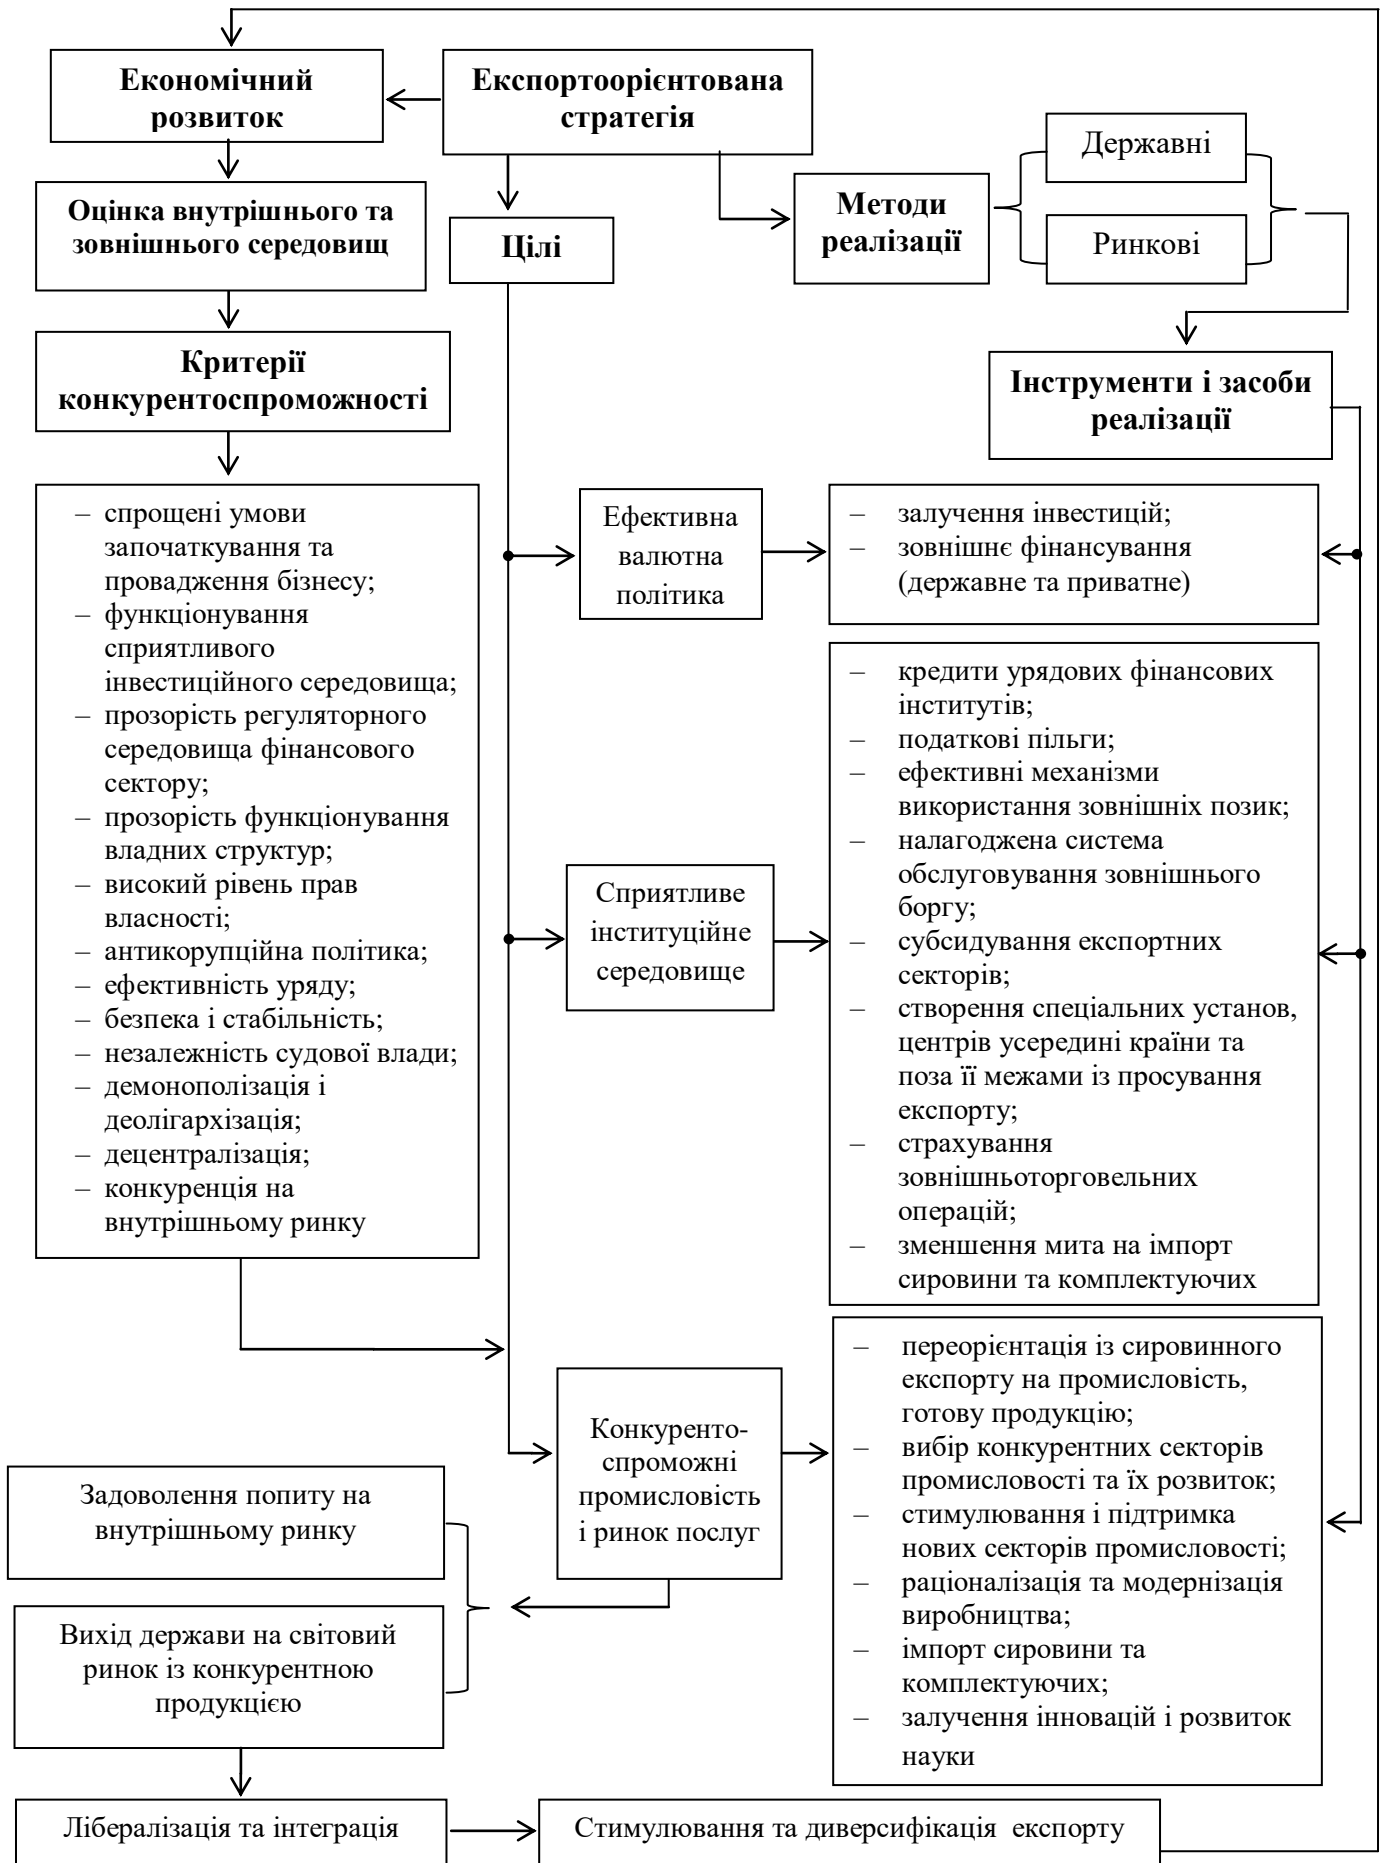 Економічний
розвиток
Експортоорієнтована
стратегія
Державні
Методи
реалізації
Ринкові
Оцінка внутрішнього та
зовнішнього середовищ
Цілі
Критерії
конкурентоспроможності
Інструменти і засоби
реалізації
– спрощені умови
започаткування та
провадження бізнесу;
– функціонування
сприятливого
інвестиційного середовища;
– прозорість регуляторного
середовища фінансового
сектору;
– прозорість функціонування
владних структур;
– високий рівень прав
власності;
– антикорупційна політика;
– ефективність уряду;
– безпека і стабільність;
– незалежність судової влади;
– демонополізація і
деолігархізація;
– децентралізація;
– конкуренція на
внутрішньому ринку
Ефективна
валютна
політика
– залучення інвестицій;
– зовнішнє фінансування
(державне та приватне)
Сприятливе
інституційне
середовище
– кредити урядових фінансових
інститутів;
– податкові пільги;
– ефективні механізми
використання зовнішніх позик;
– налагоджена система
обслуговування зовнішнього
боргу;
– субсидування експортних
секторів;
– створення спеціальних установ,
центрів усередині країни та
поза її межами із просування
експорту;
– страхування
зовнішньоторговельних
операцій;
– зменшення мита на імпорт
сировини та комплектуючих
Конкуренто-
спроможні
промисловість
і ринок послуг
– переорієнтація із сировинного
експорту на промисловість,
готову продукцію;
– вибір конкурентних секторів
промисловості та їх розвиток;
– стимулювання і підтримка
нових секторів промисловості;
– раціоналізація та модернізація
виробництва;
– імпорт сировини та
комплектуючих;
– залучення інновацій і розвиток
науки
Задоволення попиту на
внутрішньому ринку
Вихід держави на світовий
ринок із конкурентною
продукцією
Лібералізація та інтеграція
Стимулювання та диверсифікація експорту